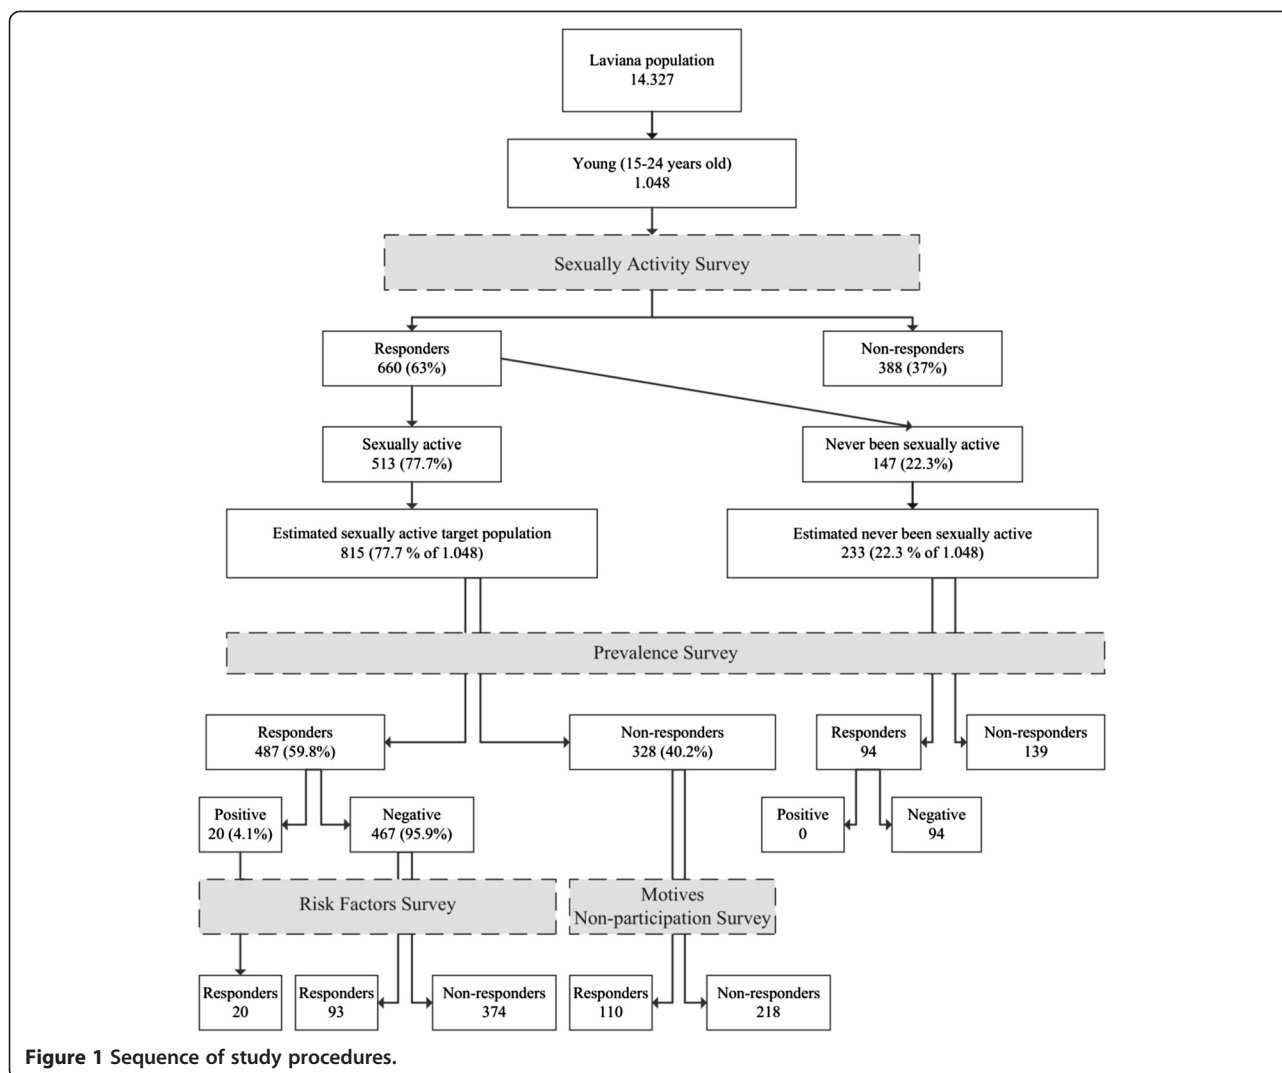 Laviana population
14.327
Young (15-24 years old)
1.048
Sexually Activity Survey
Responders
660 (63%)
Non-responders
388 (37%)
Sexually active
513 (77.7%)
Never been sexually active
147 (22.3%)
Estimated sexually active target population
815 (77.7 % of 1.048)
Estimated never been sexually active
233 (22.3 % of 1.048)
Prevalence Survey
Responders
487 (59.8%)
Non-responders
328 (40.2%)
Responders
94
Non-responders
139
Positive
20 (4.1%)
Negative
467 (95.9%)
Positive
0
Negative
94
Risk Factors Survey
Motives
Non-participation Survey
Responders
20
Responders
93
Non-responders
374
Responders
110
Non-responders
218
Figure 1 Sequence of study procedures.